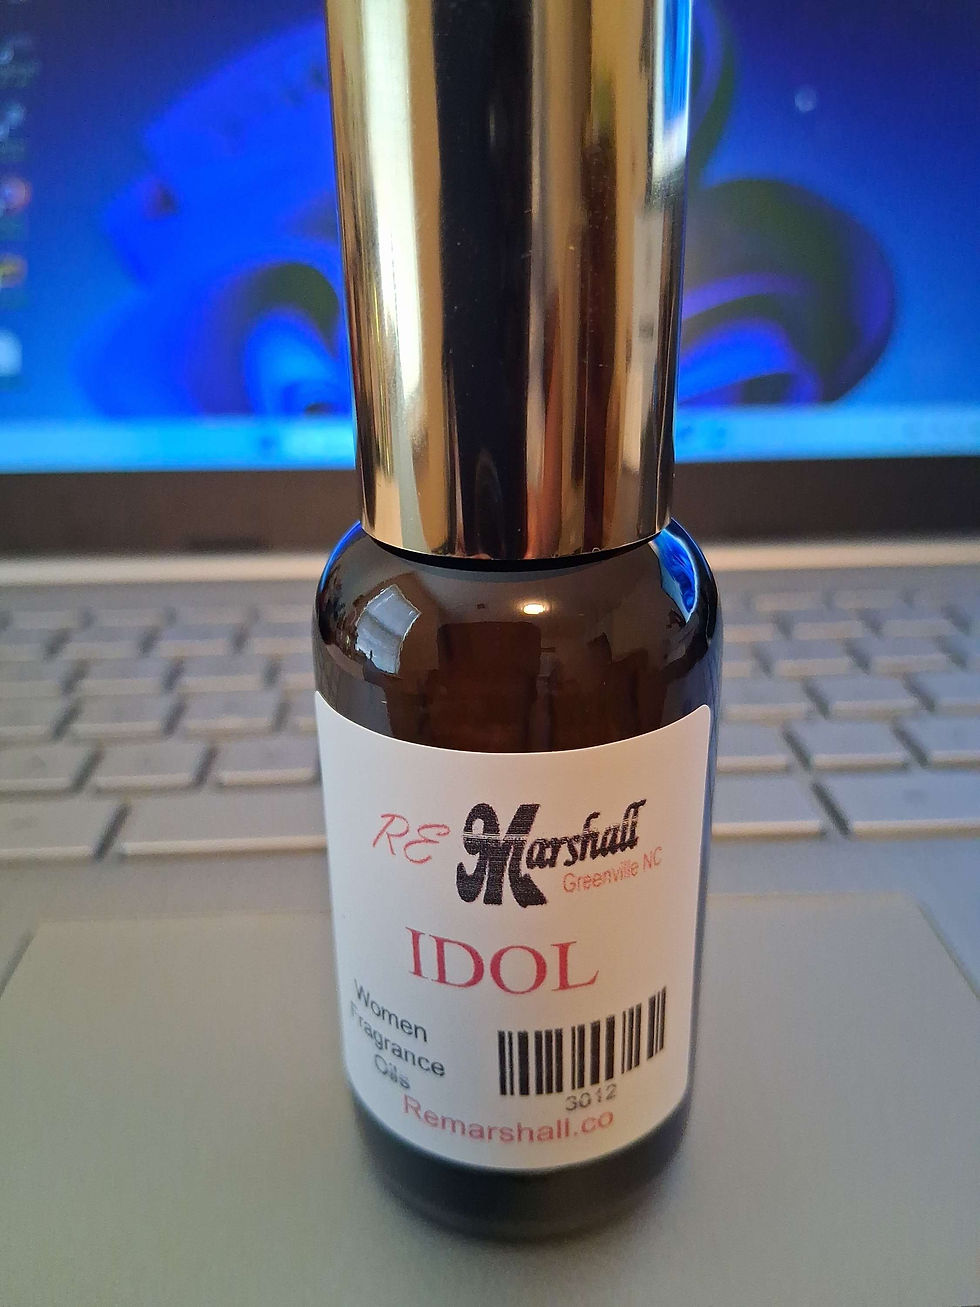 RE Marshall
Greenville NC
IDOL
Women
Fragrance
Oils
3012
Remarshall.co